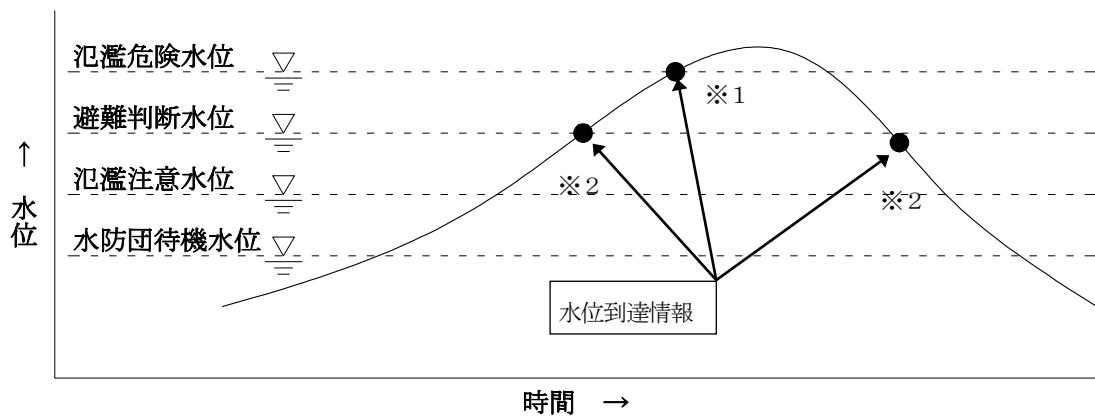 氾濫危険水位
※1
避難判断水位
↑
氾濫注意水位
※2
※2
水位
水防団待機水位
水位到達情報
時間 →